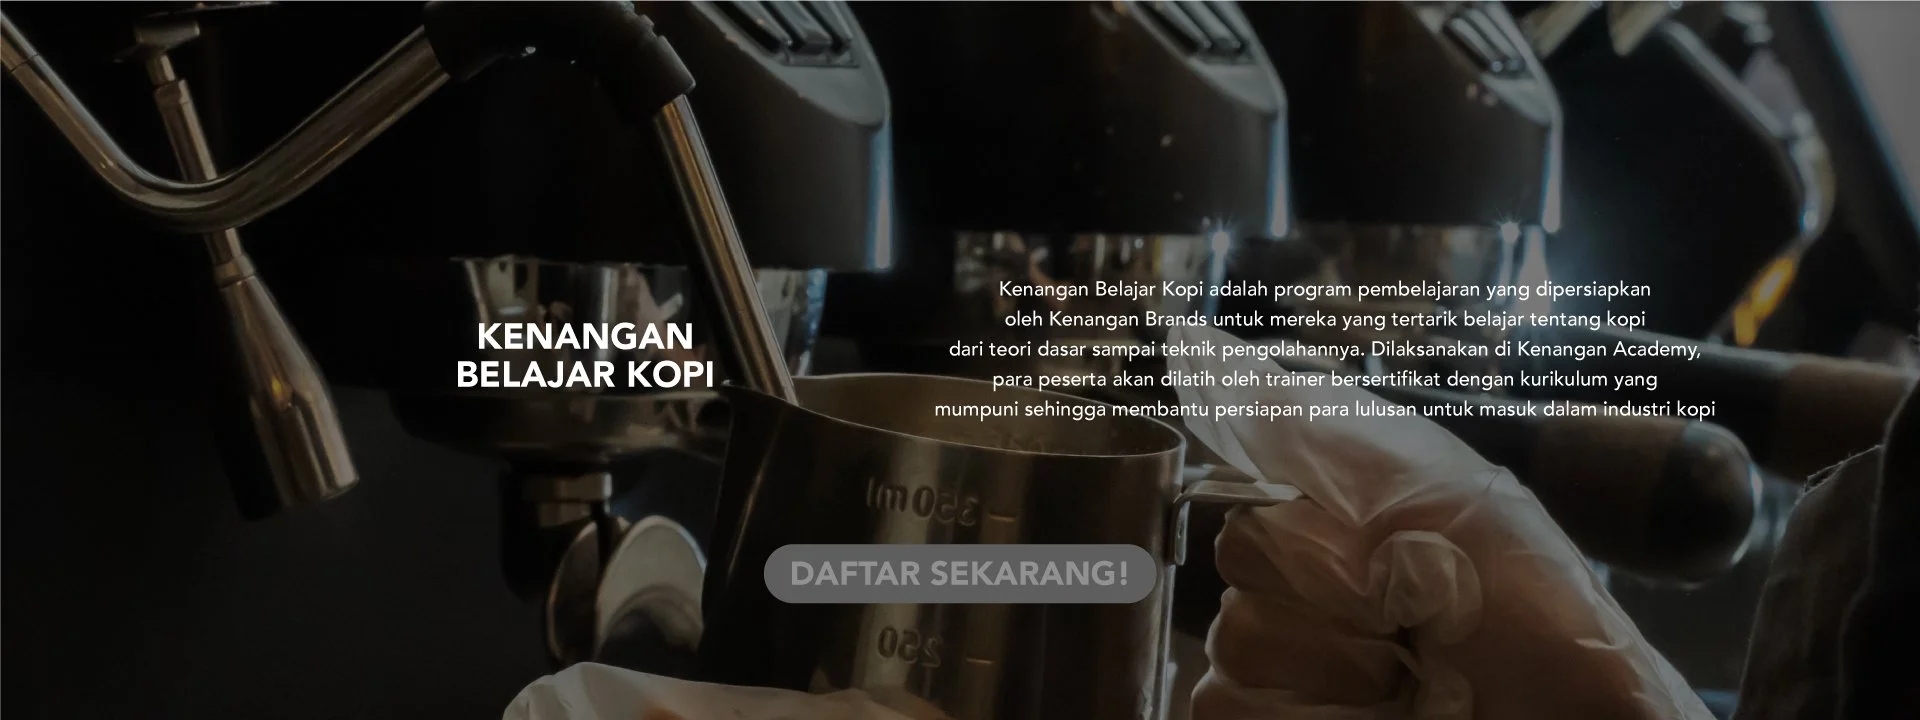 KENANGAN
BELAJAR KOPI
Kenangan Belajar Kopi adalah program pembelajaran yang dipersiapkan
oleh Kenangan Brands untuk mereka yang tertarik belajar tentang kopi
dari teori dasar sampai teknik pengolahannya. Dilaksanakan di Kenangan Academy,
para peserta akan dilatih oleh trainer bersertifikat dengan kurikulum yang
mumpuni sehingga membantu persiapan para lulusan untuk masuk dalam industri kopi
350 ml
DAFTAR SEKARANG!
250